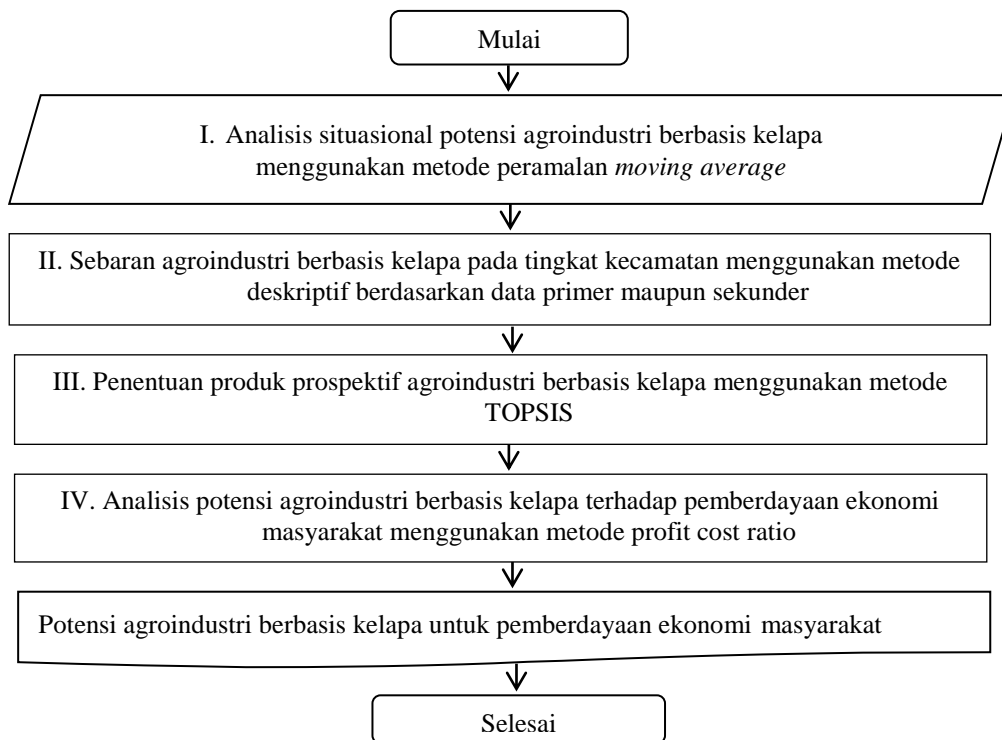 Mulai
I. Analisis situasional potensi agroindustri berbasis kelapa
menggunakan metode peramalan moving average
II. Sebaran agroindustri berbasis kelapa pada tingkat kecamatan menggunakan metode
deskriptif berdasarkan data primer maupun sekunder
III. Penentuan produk prospektif agroindustri berbasis kelapa menggunakan metode
TOPSIS
IV. Analisis potensi agroindustri berbasis kelapa terhadap pemberdayaan ekonomi
masyarakat menggunakan metode profit cost ratio
Potensi agroindustri berbasis kelapa untuk pemberdayaan ekonomi masyarakat
Selesai